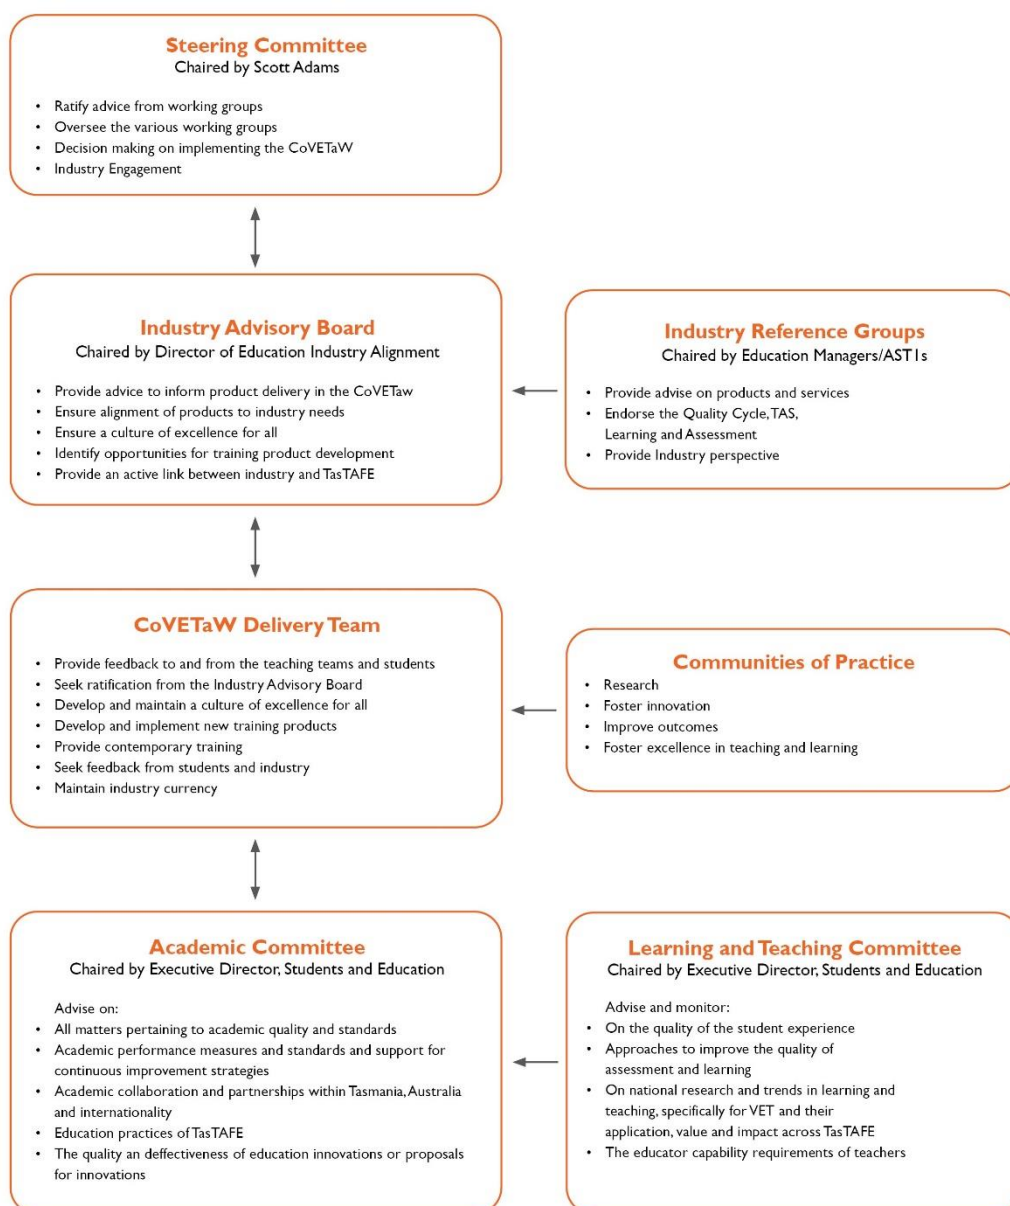 Steering Committee
Chaired by Scott Adams
• Ratify advice from working groups
• Oversee the various working groups
• Decision making on implementing the CoVETaW
• Industry Engagement
Industry Advisory Board
Chaired by Director of Education Industry Alignment
• Provide advice to inform product delivery in the CoVETaw
• Ensure alignment of products to industry needs
• Ensure a culture of excellence for all
• Identify opportunities for training product development
• Provide an active link between industry and TasTAFE
Industry Reference Groups
Chaired by Education Managers/AST1s
• Provide advise on products and services
• Endorse the Quality Cycle, TAS,
Learning and Assessment
• Provide Industry perspective
CoVETaW Delivery Team
• Provide feedback to and from the teaching teams and students
• Seek ratification from the Industry Advisory Board
• Develop and maintain a culture of excellence for all
• Develop and implement new training products
• Provide contemporary training
• Seek feedback from students and industry
• Maintain industry currency
Communities of Practice
• Research
• Foster innovation
• Improve outcomes
• Foster excellence in teaching and learning
Academic Committee
Chaired by Executive Director, Students and Education
Advise on:
• All matters pertaining to academic quality and standards
• Academic performance measures and standards and support for
continuous improvement strategies
• Academic collaboration and partnerships within Tasmania, Australia
and internationality
• Education practices of TasTAFE
• The quality an deffectiveness of education innovations or proposals
for innovations
Learning and Teaching Committee
Chaired by Executive Director, Students and Education
Advise and monitor:
• On the quality of the student experience
• Approaches to improve the quality of
assessment and learning
• On national research and trends in learning and
teaching, specifically for VET and their
application, value and impact across TasTAFE
• The educator capability requirements of teachers